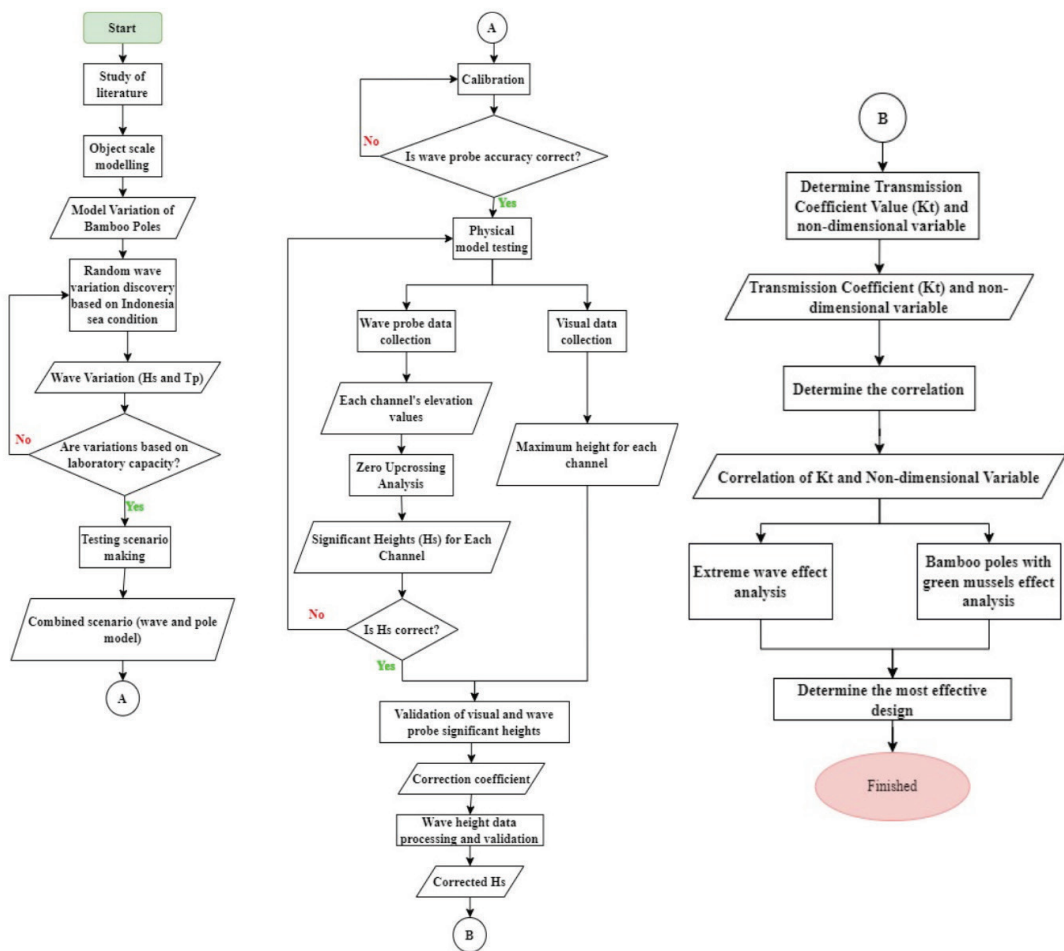 Start
Study of
literature
Object scale
modelling
Model Variation of
Bamboo Poles
Random wave
variation discovery
based on Indonesia
sea condition
Wave Variation (Hs and Tp)
No
Are variations based on
laboratory capacity?
Yes
Testing scenario
making
Combined scenario (wave and pole
model)
A
A
Calibration
No
Is wave probe accuracy correct?
Yes
Physical
model testing
Wave probe data
collection
Visual data
collection
Each channel's elevation
values
Maximum height for each
channel
Zero Upcrossing
Analysis
Significant Heights (Hs) for Each
Channel
No
Is Hs correct?
Yes
Validation of visual and wave
probe significant heights
Correction coefficient
Wave height data
processing and validation
Corrected Hs
B
B
Determine Transmission
Coefficient Value (Kt) and
non-dimensional variable
Transmission Coefficient (Kt) and non-
dimensional variable
Determine the correlation
Correlation of Kt and Non-dimensional Variable
Extreme wave effect
analysis
Bamboo poles with
green mussels effect
analysis
Determine the most effective
design
Finished